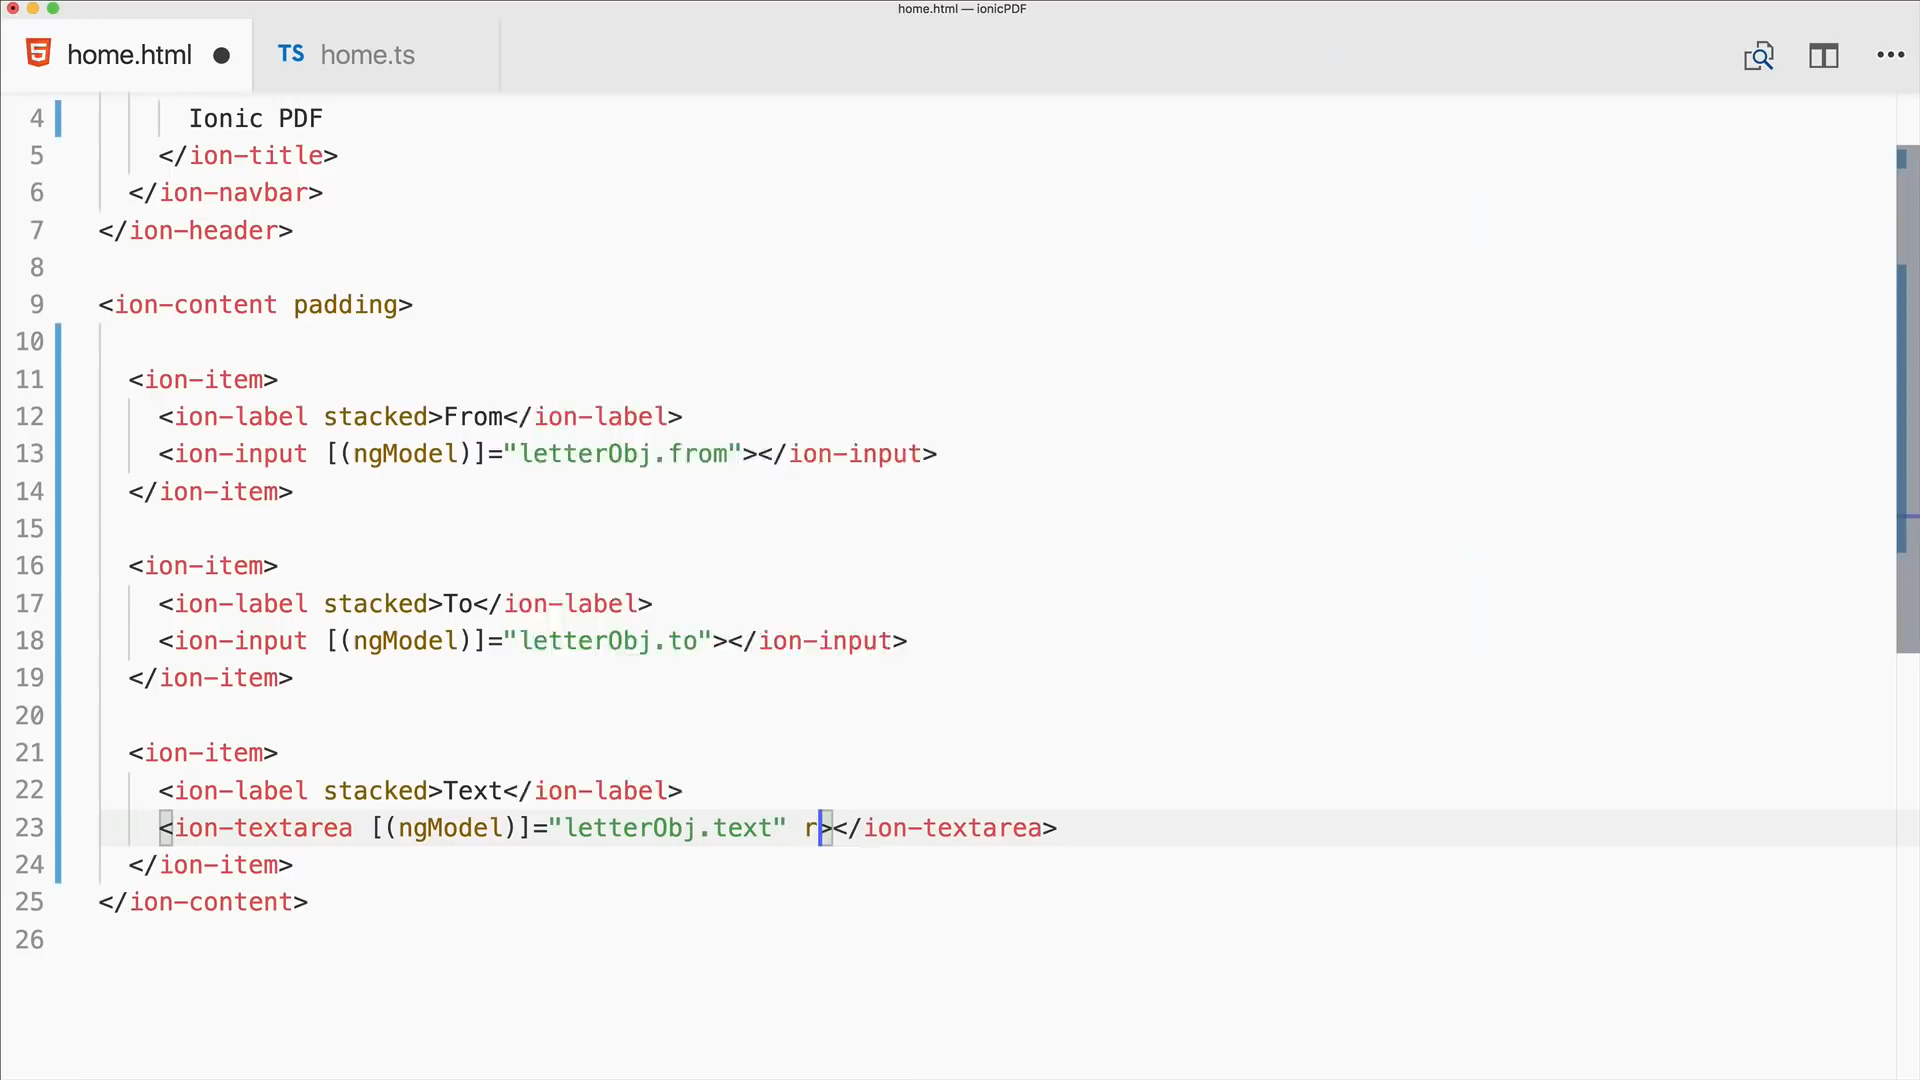 home.html — ionicPDF
home.html
TS home.ts
4 Ionic PDF
5 </ion-title>
6 </ion-navbar>
7 </ion-header>
8
9 <ion-content padding>
10
11 <ion-item>
12 <ion-label stacked>From</ion-label>
13 <ion-input [(ngModel)]="letterObj.from"></ion-input>
14 </ion-item>
15
16 <ion-item>
17 <ion-label stacked>To</ion-label>
18 <ion-input [(ngModel)]="letterObj.to"></ion-input>
19 </ion-item>
20
21 <ion-item>
22 <ion-label stacked>Text</ion-label>
23 <ion-textarea [(ngModel)]="letterObj.text" r></ion-textarea>
24 </ion-item>
25 </ion-content>
26